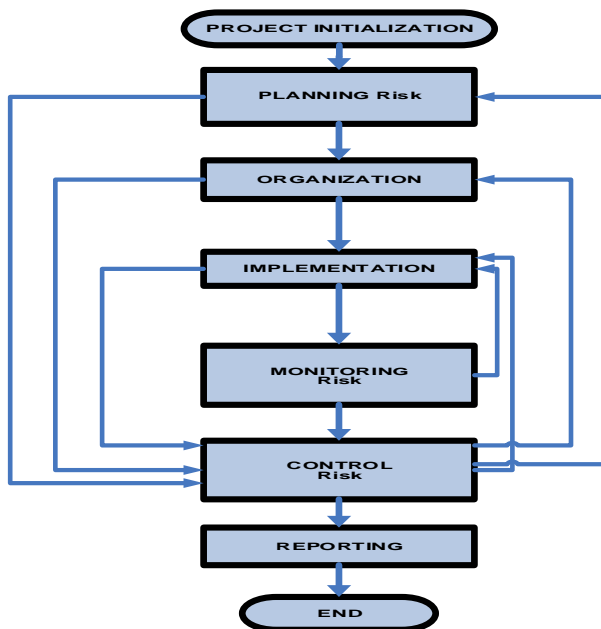 PROJECT INITIALIZATION
PLANNING Risk
ORGANIZATION
IMPLEMENTATION
MONITORING
Risk
CONTROL
Risk
REPORTING
END